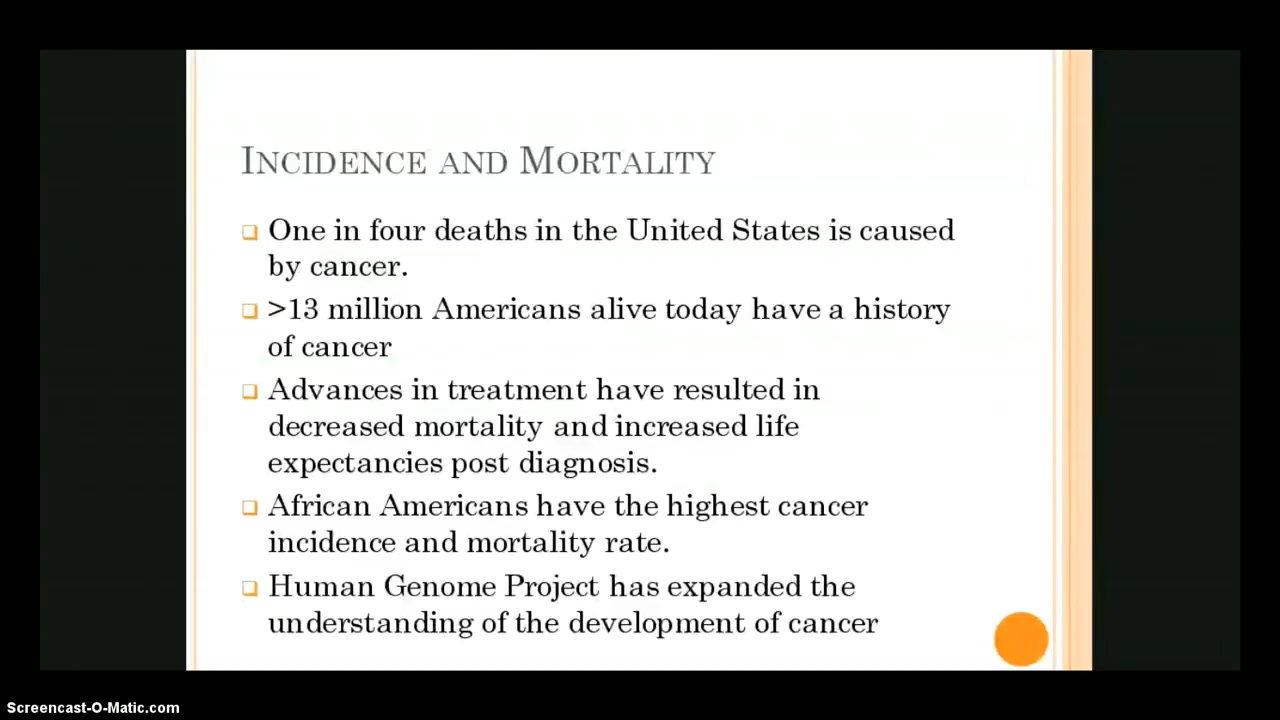 Incidence and Mortality
One in four deaths in the United States is caused
by cancer.
>13 million Americans alive today have a history
of cancer
Advances in treatment have resulted in
decreased mortality and increased life
expectancies post diagnosis.
African Americans have the highest cancer
incidence and mortality rate.
Human Genome Project has expanded the
understanding of the development of cancer
Screencast-O-Matic.com